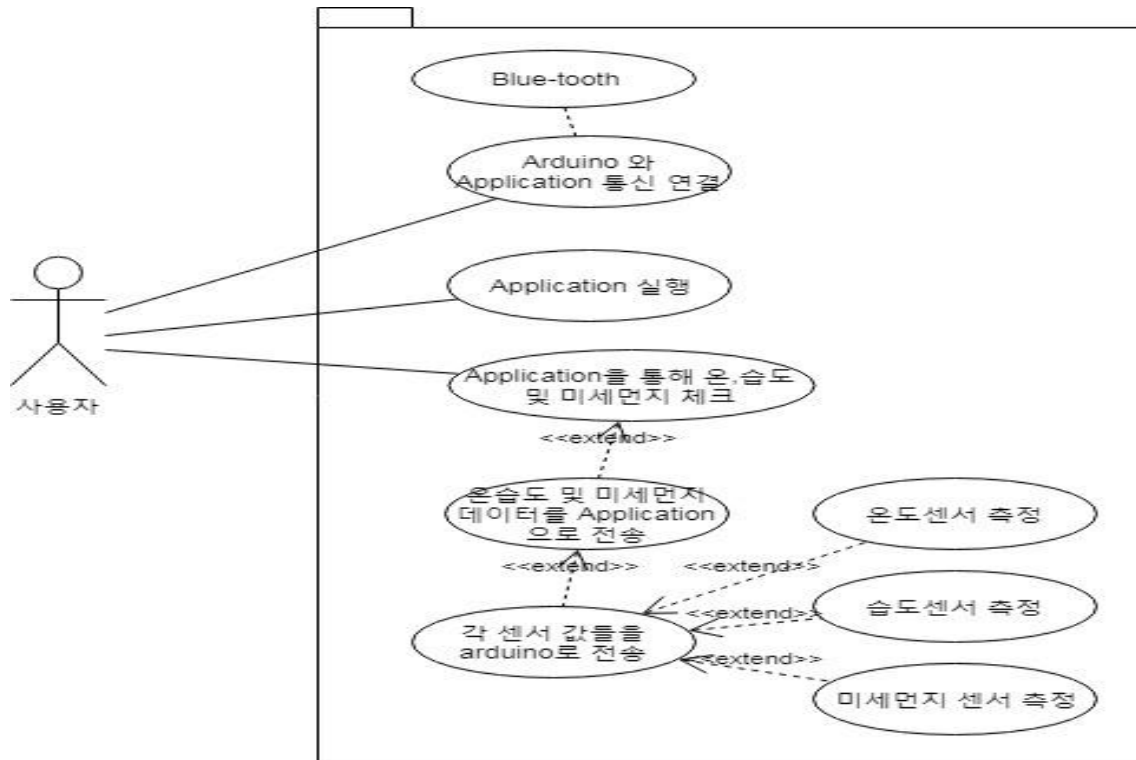 Blue-tooth
Arduino 와
Application 통신 연결
Application 실행
사용자
Application을 통해 온,습도
및 미세먼지 체크
<<extend>>
온습도 및 미세먼지
데이터를 Application
으로 전송
<<extend>>
각 센서 값들을
arduino로 전송
온도센서 측정
<<extend>>
습도센서 측정
<<extend>>
미세먼지 센서 측정
<<extend>>